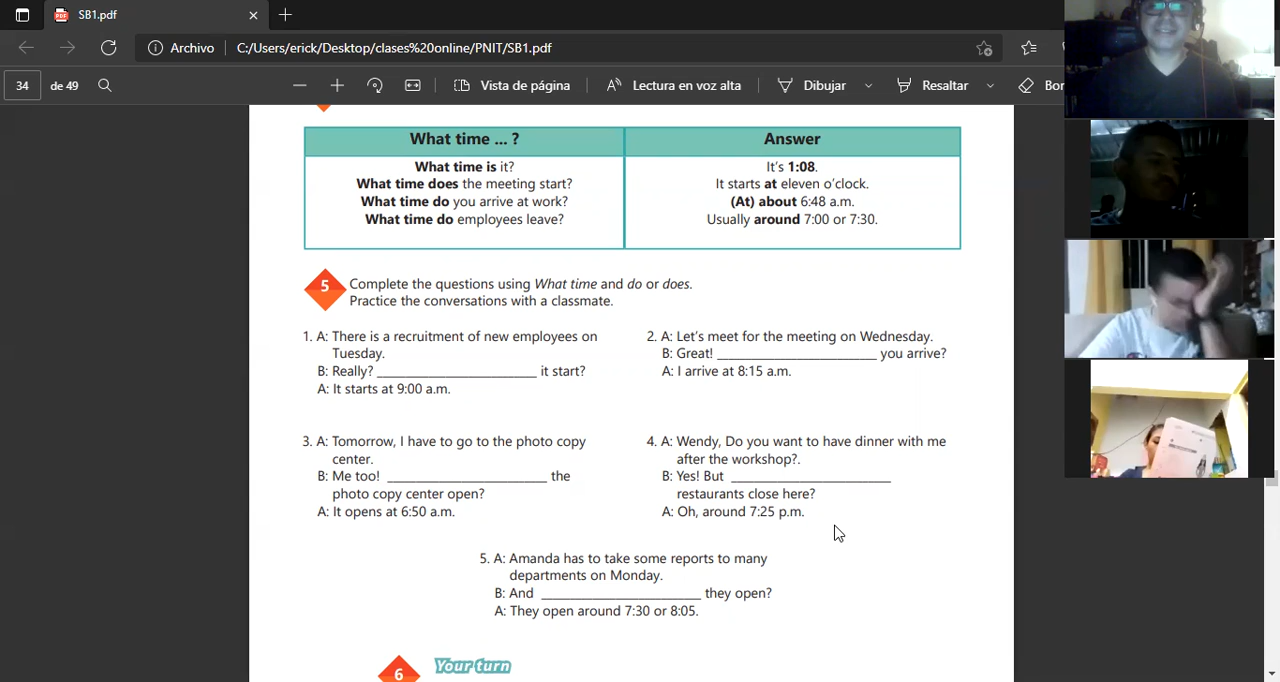 SB1.pdf
Archivo C:/Users/erick/Desktop/clases%20online/PNIT/SB1.pdf
34 de 49 Vista de página Lectura en voz alta Dibujar Resaltar Bor
What time ... ? Answer
What time is it? It's 1:08.
What time does the meeting start? It starts at eleven o'clock.
What time do you arrive at work? (At) about 6:48 a.m.
What time do employees leave? Usually around 7:00 or 7:30.
5 Complete the questions using What time and do or does.
Practice the conversations with a classmate.
1. A: There is a recruitment of new employees on
Tuesday.
B: Really? ____________________ it start?
A: It starts at 9:00 a.m.
2. A: Let's meet for the meeting on Wednesday.
B: Great! ____________________ you arrive?
A: I arrive at 8:15 a.m.
3. A: Tomorrow, I have to go to the photo copy
center.
B: Me too! ____________________ the
photo copy center open?
A: It opens at 6:50 a.m.
4. A: Wendy, Do you want to have dinner with me
after the workshop?.
B: Yes! But ____________________
restaurants close here?
A: Oh, around 7:25 p.m.
5. A: Amanda has to take some reports to many
departments on Monday.
B: And ____________________ they open?
A: They open around 7:30 or 8:05.
6 Your turn